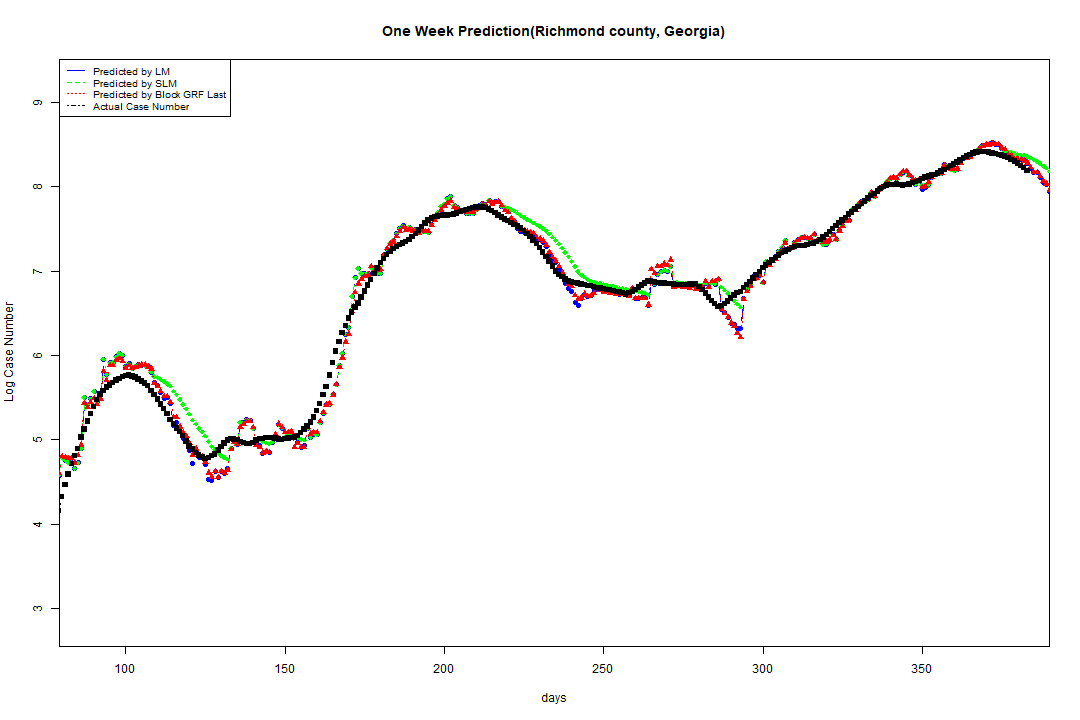 One Week Prediction(Richmond county, Georgia)
Predicted by LM
Predicted by SLM
Predicted by Block GRF Last
Actual Case Number
9
8
7
6
5
4
3
Log Case Number
100 150 200 250 300 350
days